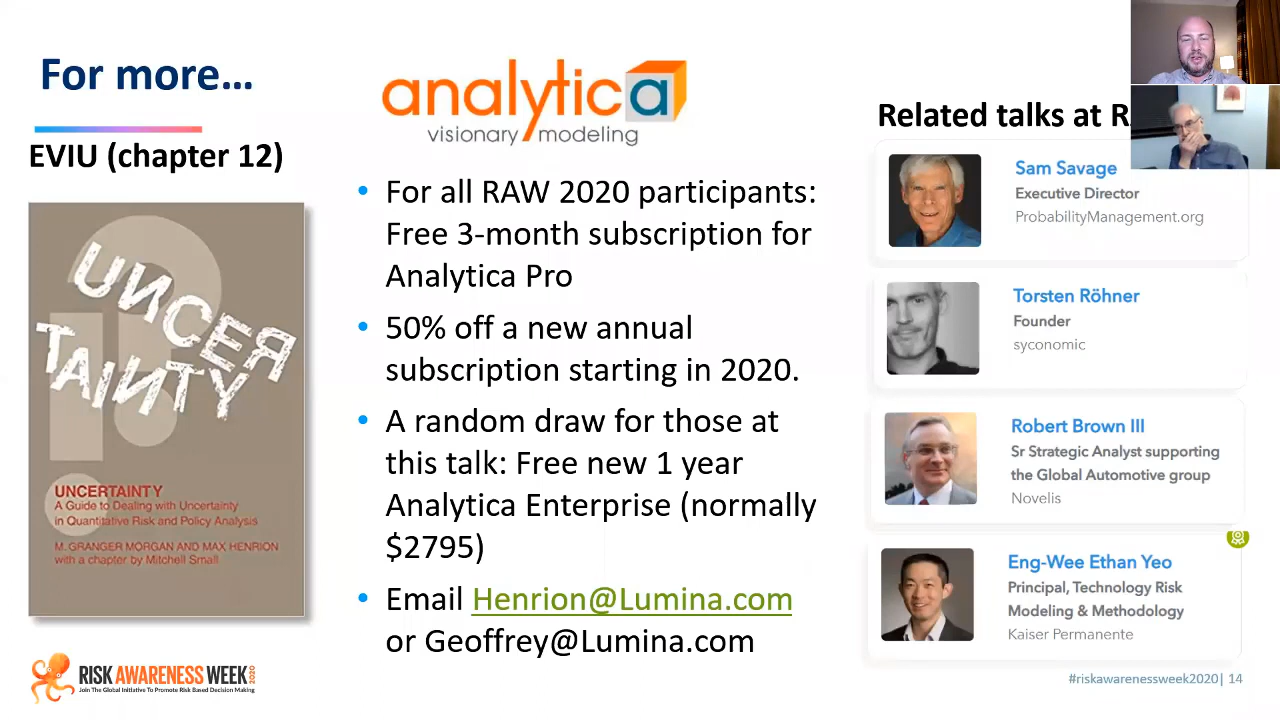 For more...
EVIU (chapter 12)
UNCER
TAINTY
UNCERTAINTY
A Guide to Dealing with Uncertainty
in Quantitative Risk and Policy Analysis
M. GRANGER MORGAN AND MAX HENRION
with a chapter by Mitchell Small
RISK AWARENESS WEEK 2020
Join The Global Initiative To Promote Risk Based Decision Making
analytica
visionary modeling
• For all RAW 2020 participants:
Free 3-month subscription for
Analytica Pro
• 50% off a new annual
subscription starting in 2020.
• A random draw for those at
this talk: Free new 1 year
Analytica Enterprise (normally
$2795)
• Email Henrion@Lumina.com
or Geoffrey@Lumina.com
Related talks at
Sam Savage
Executive Director
ProbabilityManagement.org
Torsten Röhner
Founder
syconomic
Robert Brown III
Sr Strategic Analyst supporting
the Global Automotive group
Novelis
Eng-Wee Ethan Yeo
Principal, Technology Risk
Modeling & Methodology
Kaiser Permanente
#riskawarenessweek2020| 14